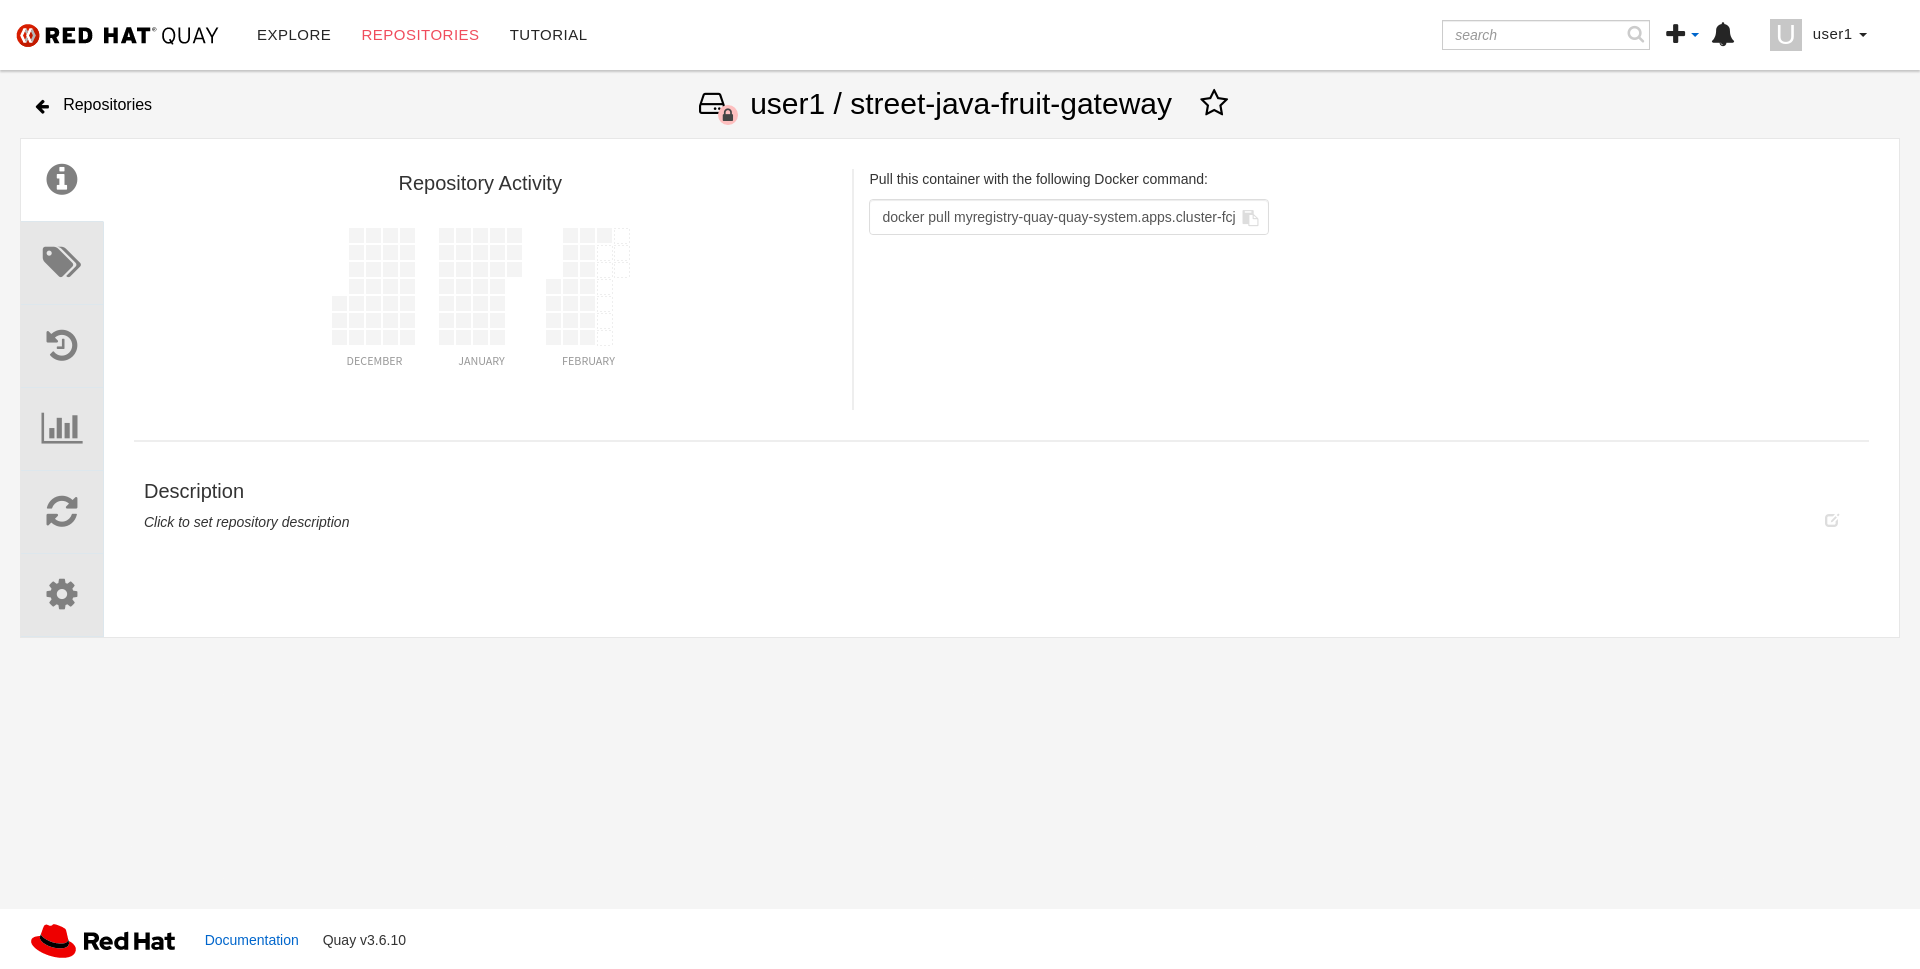 RED HAT® QUAY
EXPLORE
REPOSITORIES
TUTORIAL
search
U
user1
Repositories
user1 / street-java-fruit-gateway
Repository Activity
DECEMBER
JANUARY
FEBRUARY
Pull this container with the following Docker command:
docker pull myregistry-quay-quay-system.apps.cluster-fcj
Description
Click to set repository description
Red Hat
Documentation
Quay v3.6.10